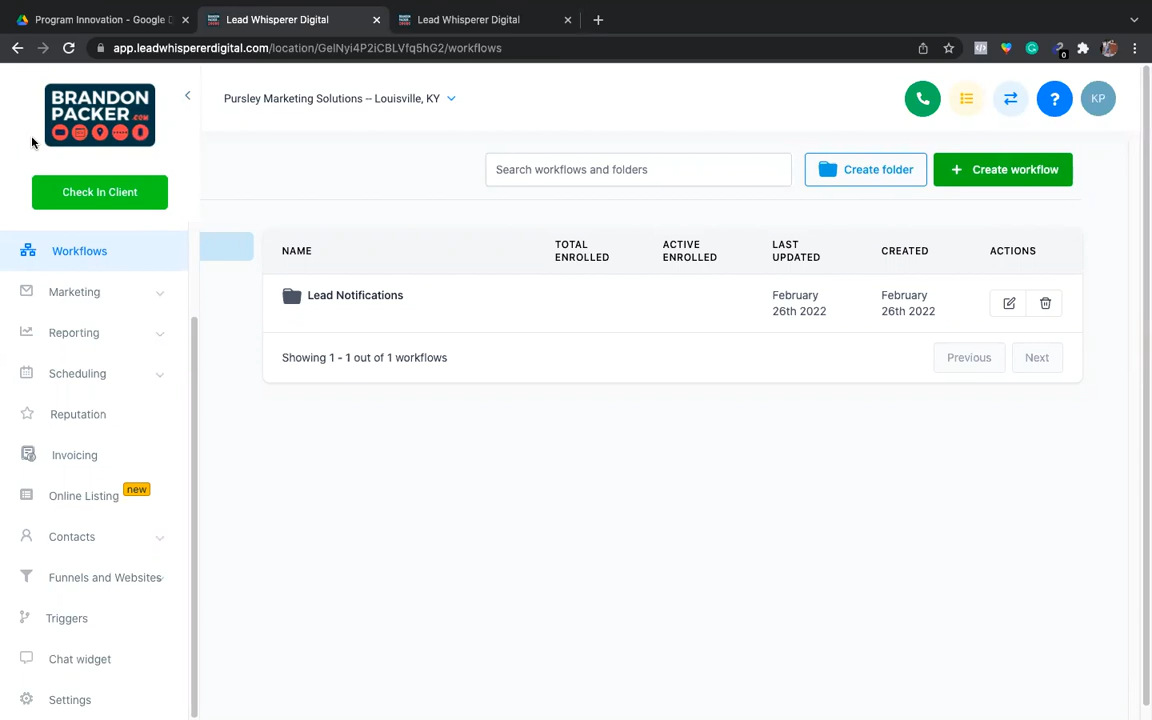 Program Innovation - Google D
Lead Whisperer Digital
Lead Whisperer Digital
app.leadwhispererdigital.com/location/GelNyi4P2iCBLVfq5hG2/workflows
0
BRANDON
PACKER
.COM
Pursley Marketing Solutions -- Louisville, KY
?
KP
Check In Client
Search workflows and folders
Create folder
+ Create workflow
Workflows
Marketing
Reporting
Scheduling
Reputation
Invoicing
Online Listing new
Contacts
Funnels and Websites
Triggers
Chat widget
Settings
NAME
TOTAL
ENROLLED
ACTIVE
ENROLLED
LAST
UPDATED
CREATED
ACTIONS
Lead Notifications
February
26th 2022
February
26th 2022
Showing 1 - 1 out of 1 workflows
Previous
Next